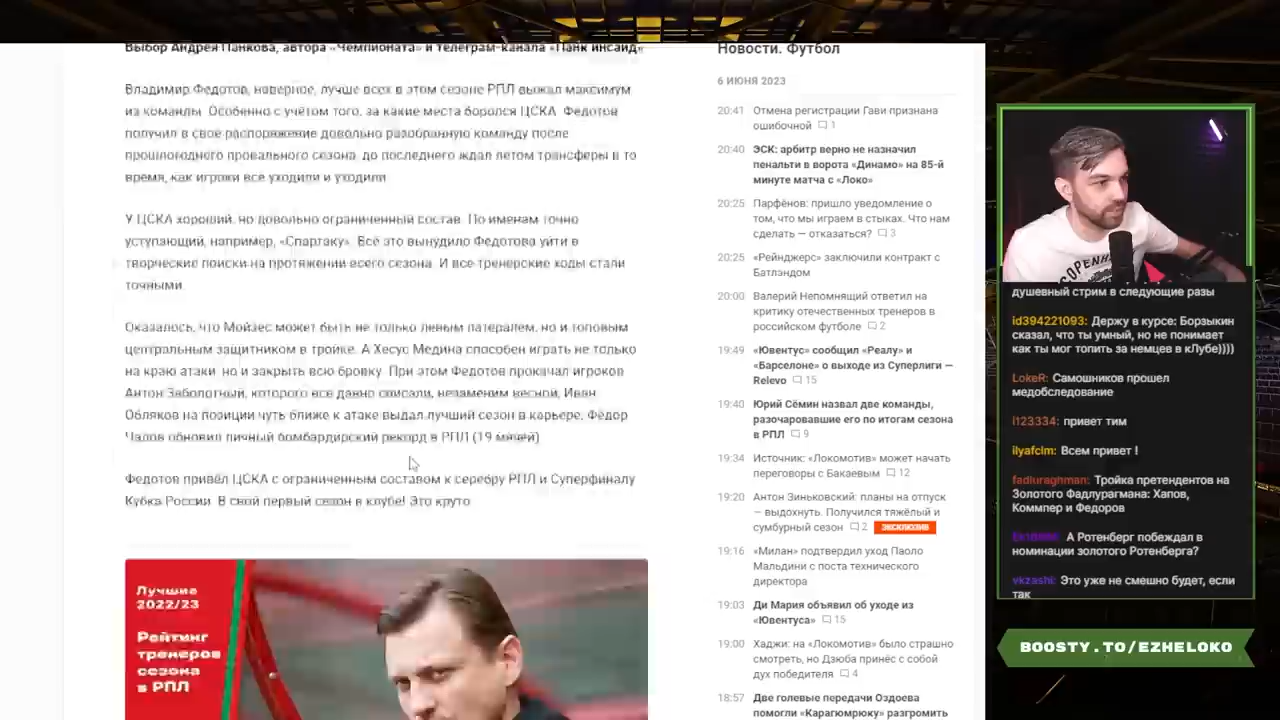 Выбор Андрея Панкова, автора «Чемпионата» и телеграм-канала «Панк инсайд»
Владимир Федотов, наверное, лучше всех в этом сезоне РПЛ выжал максимум
из команды. Особенно с учётом того, за какие места боролся ЦСКА. Федотов
получил в своё распоряжение довольно разобранную команду после
прошлогоднего провального сезона, до последнего ждал летом трансферы в то
время, как игроки все уходили и уходили.
У ЦСКА хороший, но довольно ограниченный состав. По именам точно
уступающий, например, «Спартаку». Всё это вынудило Федотова уйти в
творческие поиски на протяжении всего сезона. И все тренерские ходы стали
точными.
Оказалось, что Мойзес может быть не только левым латералем, но и топовым
центральным защитником в тройке. А Хесус Медина способен играть не только
на краю атаки, но и закрыть всю бровку. При этом Федотов прокачал игроков.
Антон Заболотный, которого все давно списали, незаменим весной, Иван
Обляков на позиции чуть ближе к атаке выдал лучший сезон в карьере, Фёдор
Чалов обновил личный бомбардирский рекорд в РПЛ (19 мячей).
Федотов привёл ЦСКА с ограниченным составом к серебру РПЛ и Суперфиналу
Кубка России. В свой первый сезон в клубе! Это круто.
Лучшие
2022/23
Рейтинг
тренеров
сезона
в РПЛ
Новости. Футбол
6 ИЮНЯ 2023
20:41 Отмена регистрации Гави признана
ошибочной 1
20:40 ЭСК: арбитр верно не назначил
пенальти в ворота «Динамо» на 85-й
минуте матча с «Локо»
20:25 Парфёнов: пришло уведомление о
том, что мы играем в стыках. Что нам
сделать — отказаться? 3
20:25 «Рейнджерс» заключили контракт с
Батлэндом
20:00 Валерий Непомнящий ответил на
критику отечественных тренеров в
российском футболе 2
19:49 «Ювентус» сообщил «Реалу» и
«Барселоне» о выходе из Суперлиги —
Relevo 15
19:40 Юрий Сёмин назвал две команды,
разочаровавшие его по итогам сезона
в РПЛ 9
19:34 Источник: «Локомотив» может начать
переговоры с Бакаевым 12
19:20 Антон Зиньковский: планы на отпуск
— выдохнуть. Получился тяжёлый и
сумбурный сезон 2 ЭКСКЛЮЗИВ
19:16 «Милан» подтвердил уход Паоло
Мальдини с поста технического
директора
19:03 Ди Мария объявил об уходе из
«Ювентуса» 15
19:00 Хаджи: на «Локомотив» было страшно
смотреть, но Дзюба принёс с собой
дух победителя 4
18:57 Две голевые передачи Оздоева
помогли «Карагюмрюку» разгромить
COPENH
душевный стрим в следующие разы
id394221093: Держу в курсе: Борзыкин
сказал, что ты умный, но не понимает
как ты мог топить за немцев в кЛубе))))
LokeR: Самошников прошел
медобследование
i123334: привет тим
ilyafclm: Всем привет !
fadluraghman: Тройка претендентов на
Золотого Фадлурагмана: Хапов,
Коммпер и Федоров
А Ротенберг побеждал в
номинации золотого Ротенберга?
vkzashi: Это уже не смешно будет, если
так
BOOSTY.TO/EZHELOKO